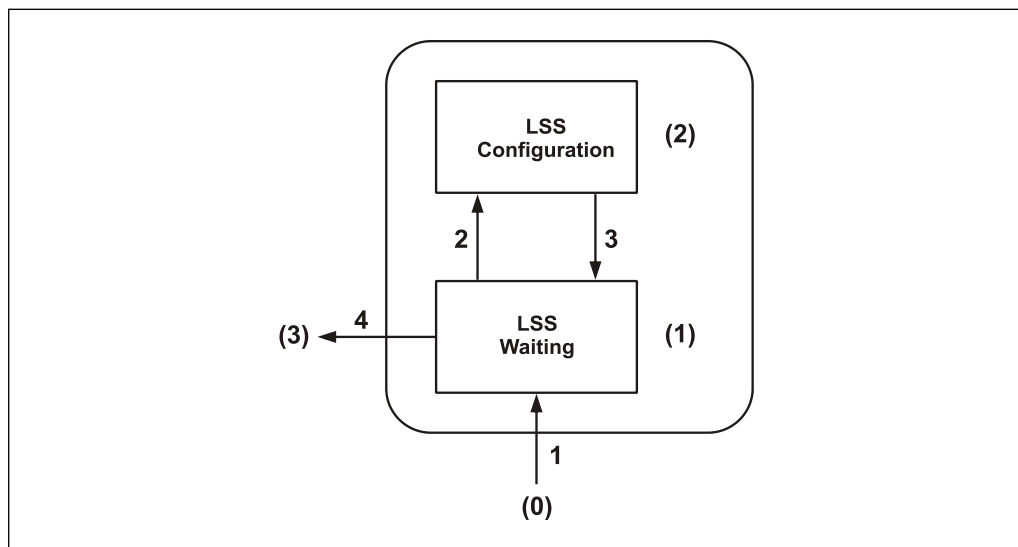 LSS
Configuration
(2)
2
3
(3)
4
LSS
Waiting
(1)
1
(0)